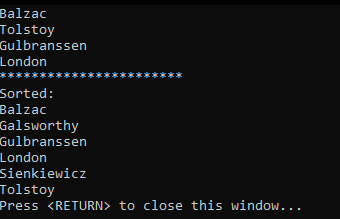 Balzac
Tolstoy
Gulbranssen
London
***********************
Sorted:
Balzac
Galsworthy
Gulbranssen
London
Sienkiewicz
Tolstoy
Press <RETURN> to close this window...